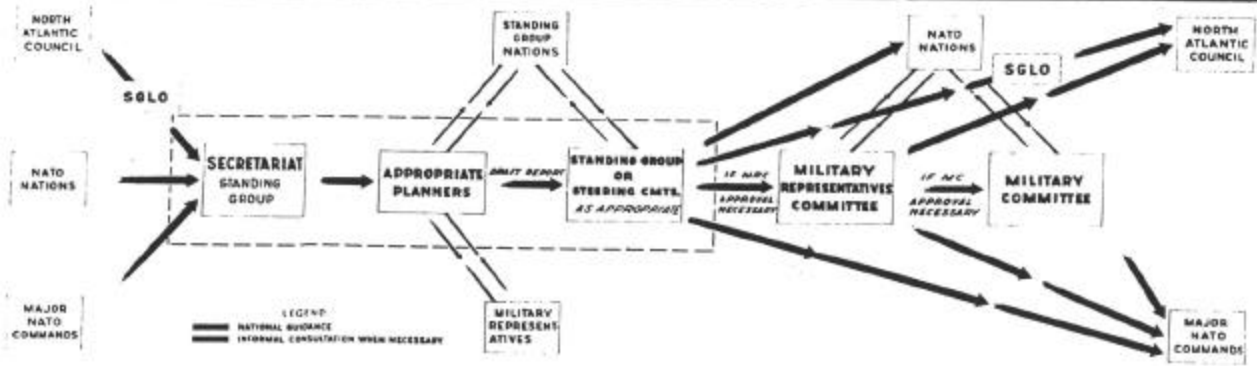 NORTH
ATLANTIC
COUNCIL
SGLO
NATO
NATIONS
MAJOR
NATO
COMMANDS
SECRETARIAT
STANDING
GROUP
APPROPRIATE
PLANNERS
STANDING
GROUP
NATIONS
MILITARY
REPRESENT-
ATIVES
DRAFT REPORT
STANDING GROUP
OR
STEERING CMTS.
AS APPROPRIATE
IF MRC
APPROVAL
NECESSARY
MILITARY
REPRESENTATIVES
COMMITTEE
NATO
NATIONS
SGLO
IF MC
APPROVAL
NECESSARY
MILITARY
COMMITTEE
NORTH
ATLANTIC
COUNCIL
MAJOR
NATO
COMMANDS
LEGEND
NATIONAL GUIDANCE
INFORMAL CONSULTATION WHEN NECESSARY